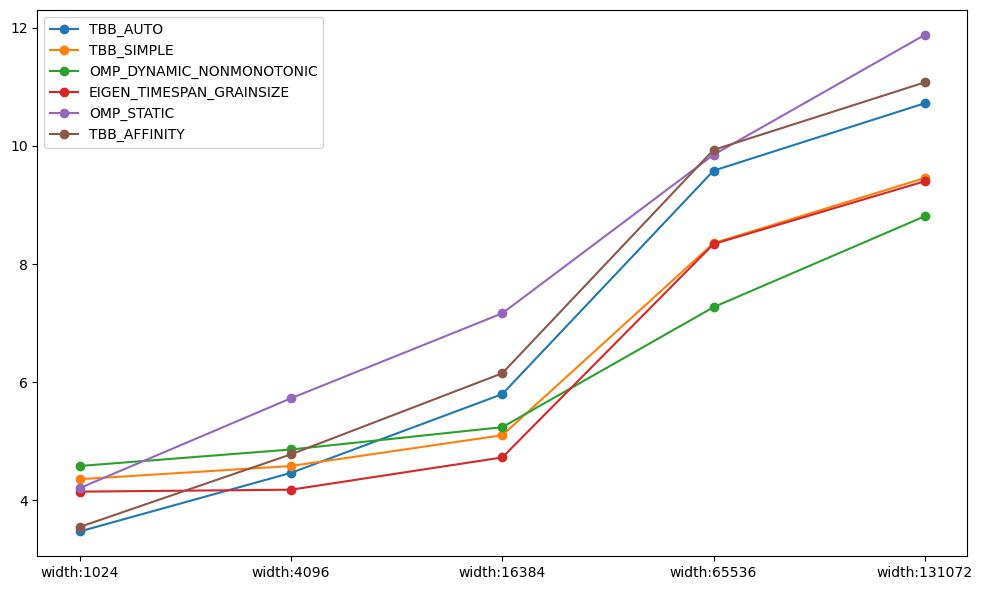 12
10
8
6
4
TBB_AUTO
TBB_SIMPLE
OMP_DYNAMIC_NONMONOTONIC
EIGEN_TIMESPAN_GRAINSIZE
OMP_STATIC
TBB_AFFINITY
width:1024 width:4096 width:16384 width:65536 width:131072